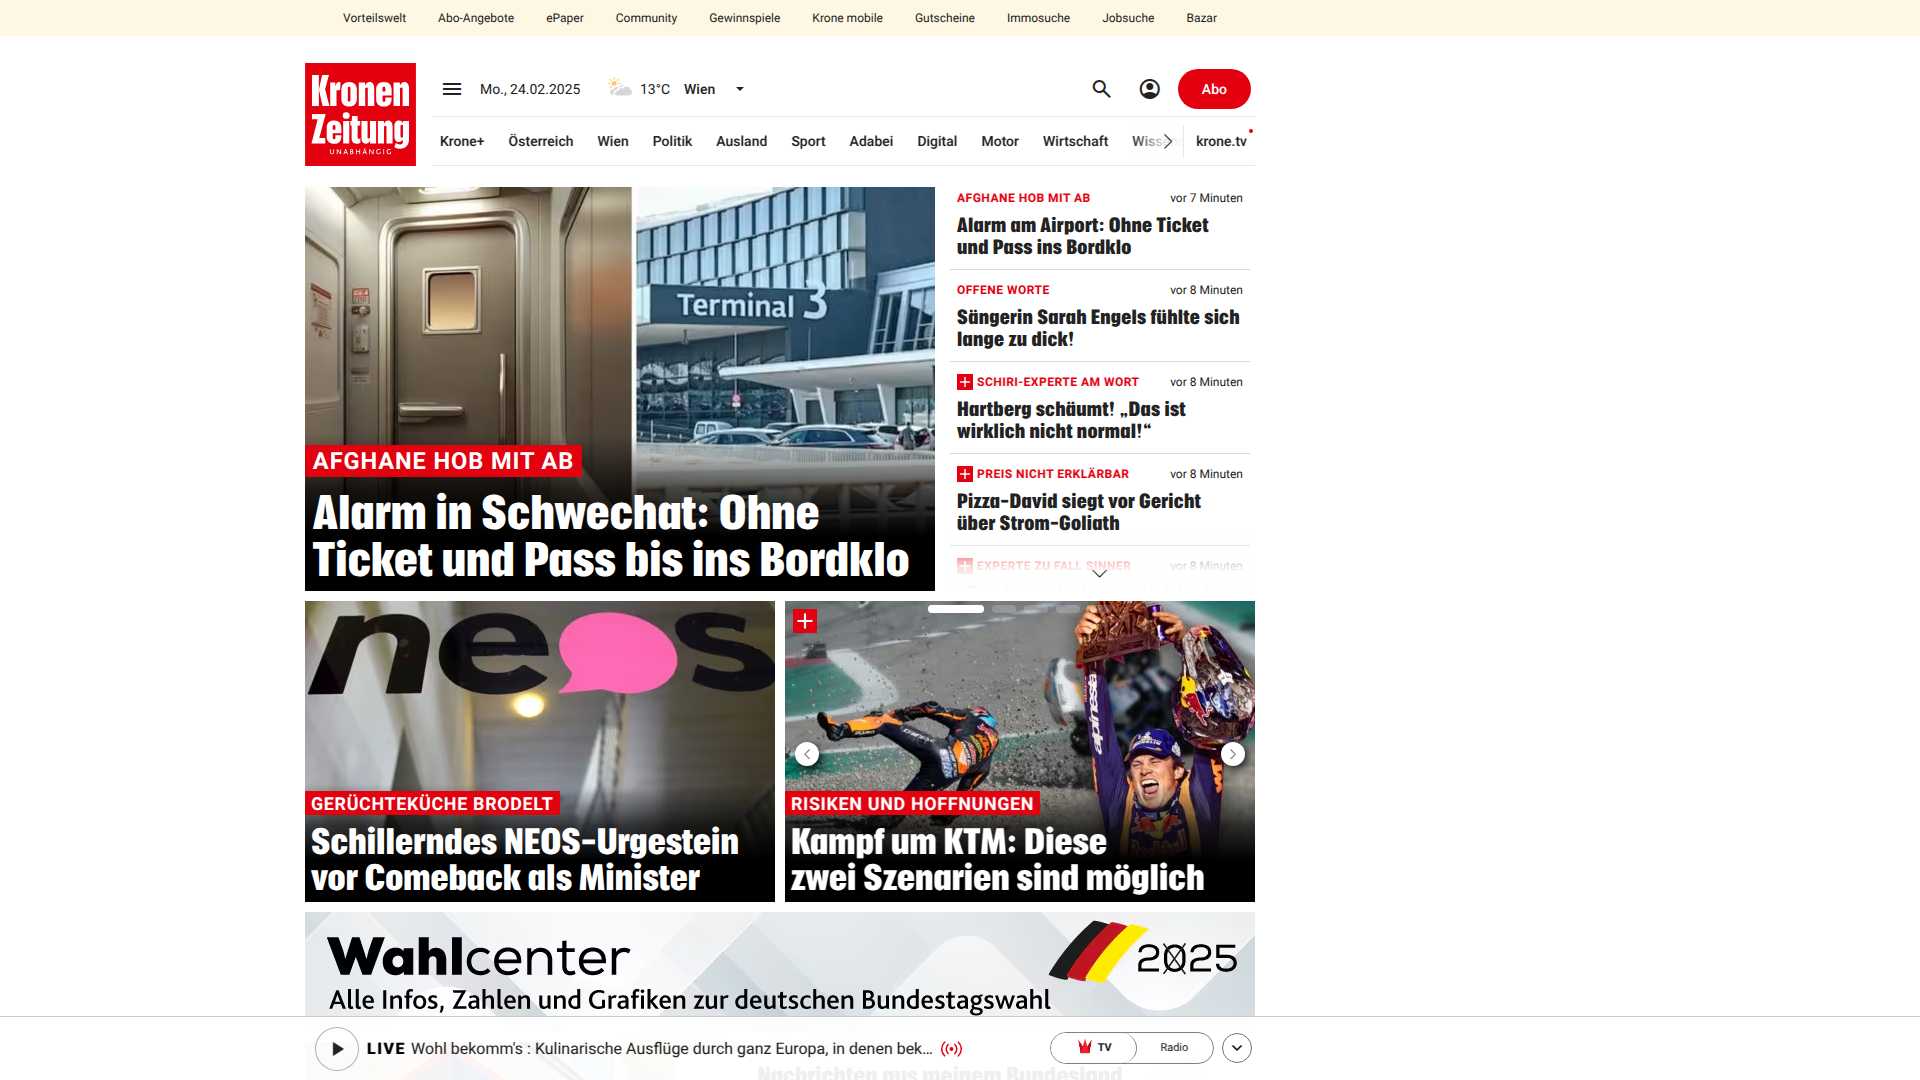 Vorteilswelt Abo-Angebote ePaper Community Gewinnspiele Krone mobile Gutscheine Immosuche Jobsuche Bazar
Kronen
Zeitung
UNABHÄNGIG
Mo., 24.02.2025 13°C Wien
Abo
Krone+ Österreich Wien Politik Ausland Sport Adabei Digital Motor Wirtschaft krone.tv
Terminal 3
AFGHANE HOB MIT AB
Alarm in Schwechat: Ohne
Ticket und Pass bis ins Bordklo
AFGHANE HOB MIT AB vor 7 Minuten
Alarm am Airport: Ohne Ticket
und Pass ins Bordklo
OFFENE WORTE vor 8 Minuten
Sängerin Sarah Engels fühlte sich
lange zu dick!
SCHIRI-EXPERTE AM WORT vor 8 Minuten
Hartberg schäumt! „Das ist
wirklich nicht normal!“
PREIS NICHT ERKLÄRBAR vor 8 Minuten
Pizza-David siegt vor Gericht
über Strom-Goliath
EXPERTE ZU FALL SINNER vor 8 Minuten
neos
GERÜCHTEKÜCHE BRODELT
Schillerndes NEOS-Urgestein
vor Comeback als Minister
alpinestars
RISIKEN UND HOFFNUNGEN
Kampf um KTM: Diese
zwei Szenarien sind möglich
Wahlcenter
2025
Alle Infos, Zahlen und Grafiken zur deutschen Bundestagswahl
LIVE Wohl bekomm's : Kulinarische Ausflüge durch ganz Europa, in denen bek...
TV Radio
Nachrichten aus meinem Bundesland